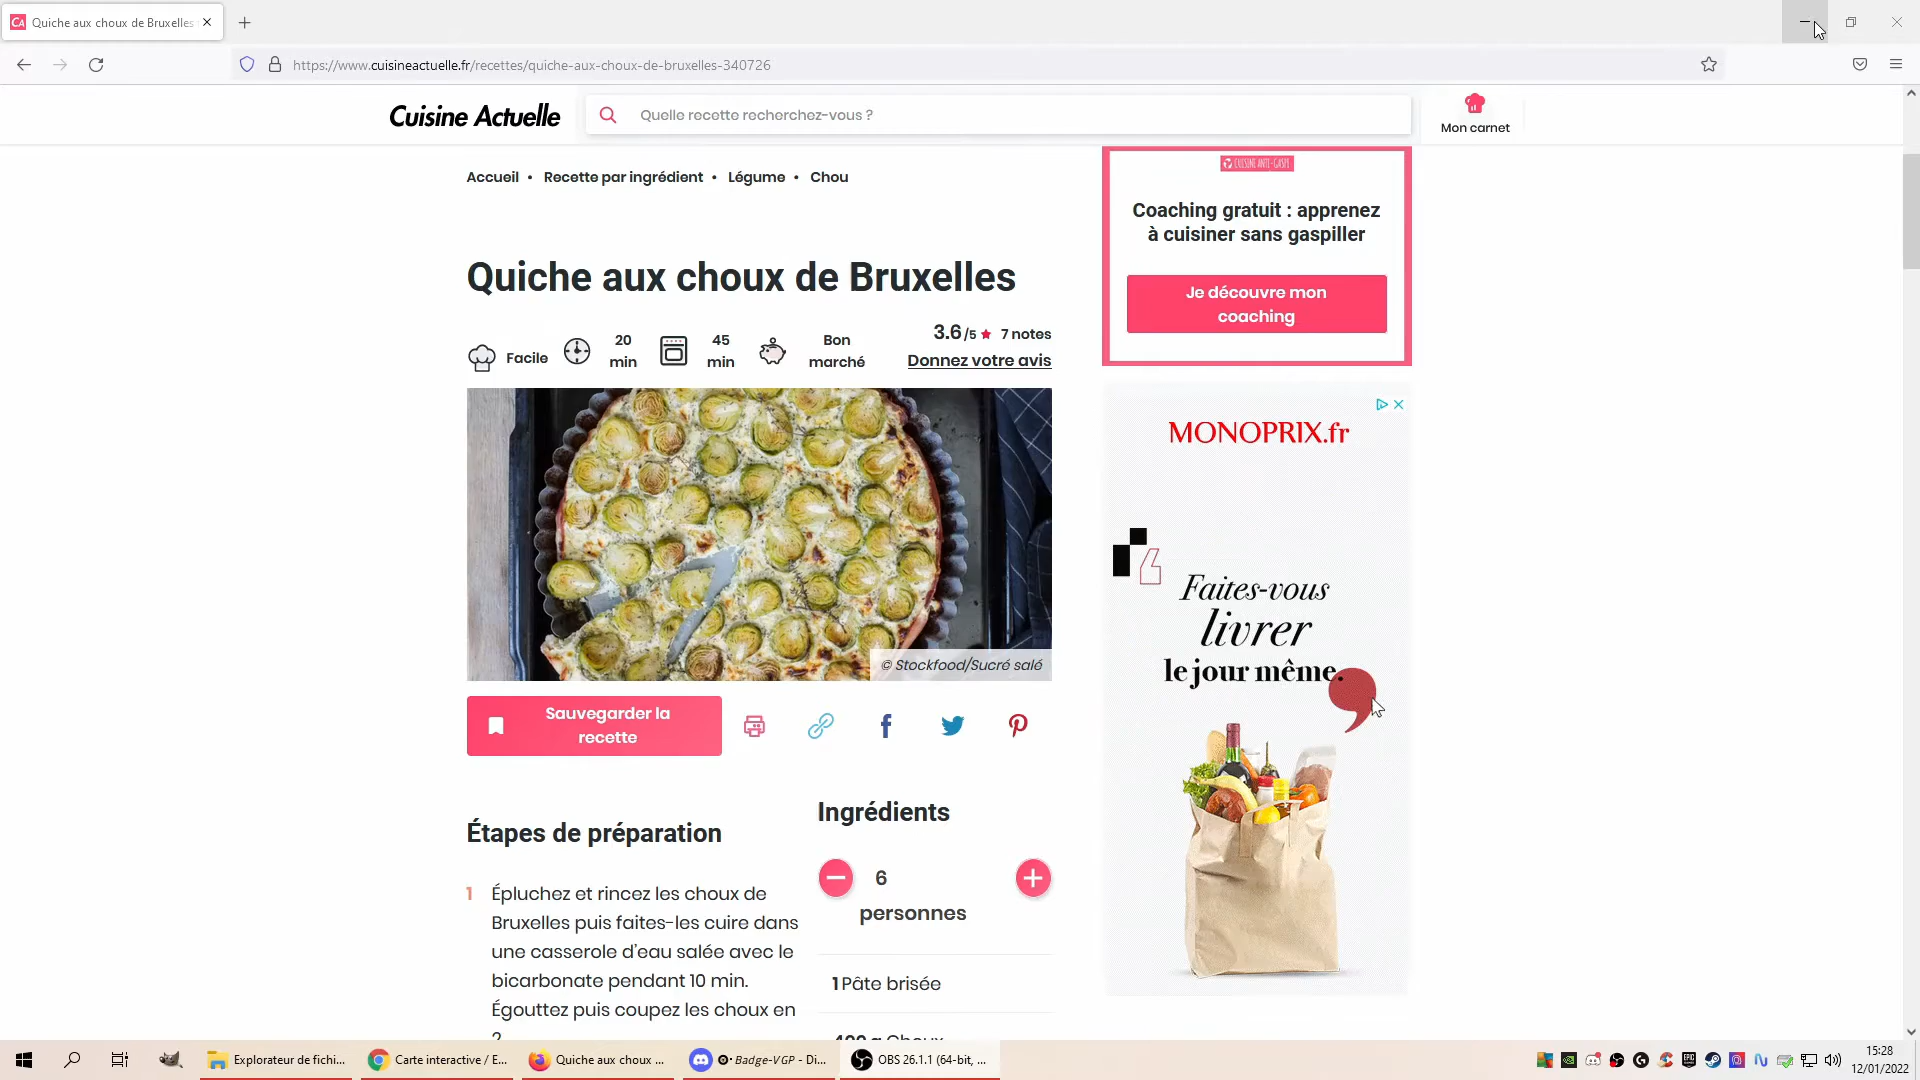 Quiche aux choux de Bruxelles
https://www.cuisineactuelle.fr/recettes/quiche-aux-choux-de-bruxelles-340726
Cuisine Actuelle
Quelle recette recherchez-vous ?
Mon carnet
Accueil • Recette par ingrédient • Légume • Chou
Quiche aux choux de Bruxelles
Facile
20
min
45
min
Bon
marché
3.6/5 7 notes
Donnez votre avis
© Stockfood/Sucré salé
Sauvegarder la
recette
Étapes de préparation
1 Épluchez et rincez les choux de
Bruxelles puis faites-les cuire dans
une casserole d'eau salée avec le
bicarbonate pendant 10 min.
Égouttez puis coupez les choux en
Ingrédients
6
personnes
1 Pâte brisée
400 g Choux
CUISINE ANTI-GASPI
Coaching gratuit : apprenez
à cuisiner sans gaspiller
Je découvre mon
coaching
MONOPRIX.fr
Faites-vous
livrer
le jour même.
Explorateur de fichi...
Carte interactive / E...
Quiche aux choux ...
Badge-VGP - Di...
OBS 26.1.1 (64-bit, ...
15:28
12/01/2022